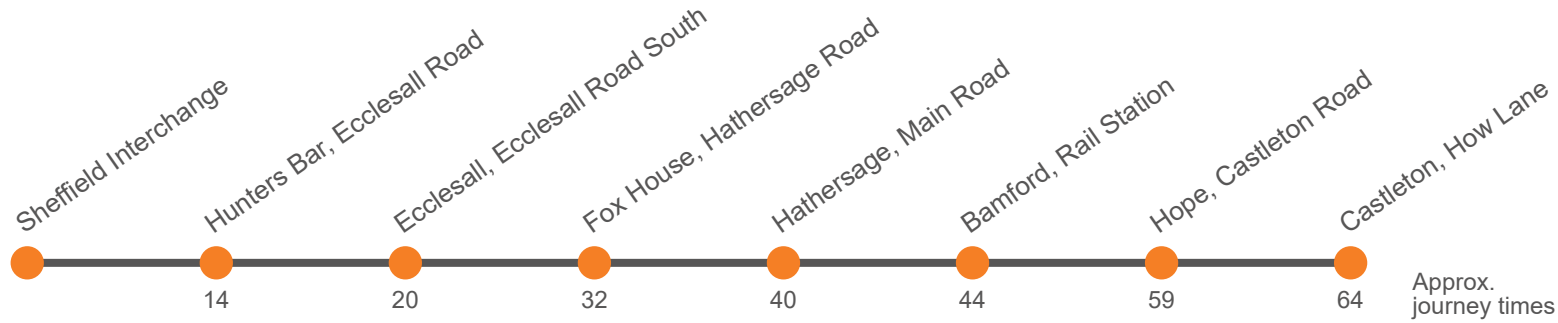 Sheffield Interchange
Hunters Bar, Ecclesall Road
Ecclesall, Ecclesall Road South
Fox House, Hathersage Road
Hathersage, Main Road
Bamford, Rail Station
Hope, Castleton Road
Castleton, How Lane
14
20
32
40
44
59
64
Approx.
journey times